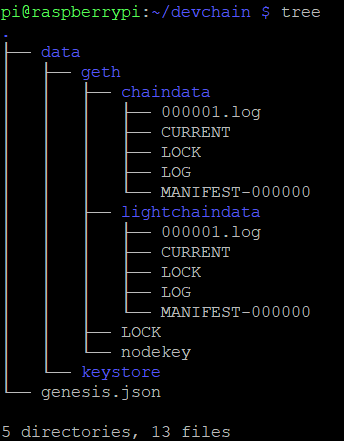 pi@raspberrypi:~/devchain $ tree
.
├── data
│   ├── geth
│   │   ├── chaindata
│   │   │   ├── 000001.log
│   │   │   ├── CURRENT
│   │   │   ├── LOCK
│   │   │   ├── LOG
│   │   │   └── MANIFEST-000000
│   │   ├── lightchaindata
│   │   │   ├── 000001.log
│   │   │   ├── CURRENT
│   │   │   ├── LOCK
│   │   │   ├── LOG
│   │   │   └── MANIFEST-000000
│   │   ├── LOCK
│   │   └── nodekey
│   └── keystore
└── genesis.json
5 directories, 13 files